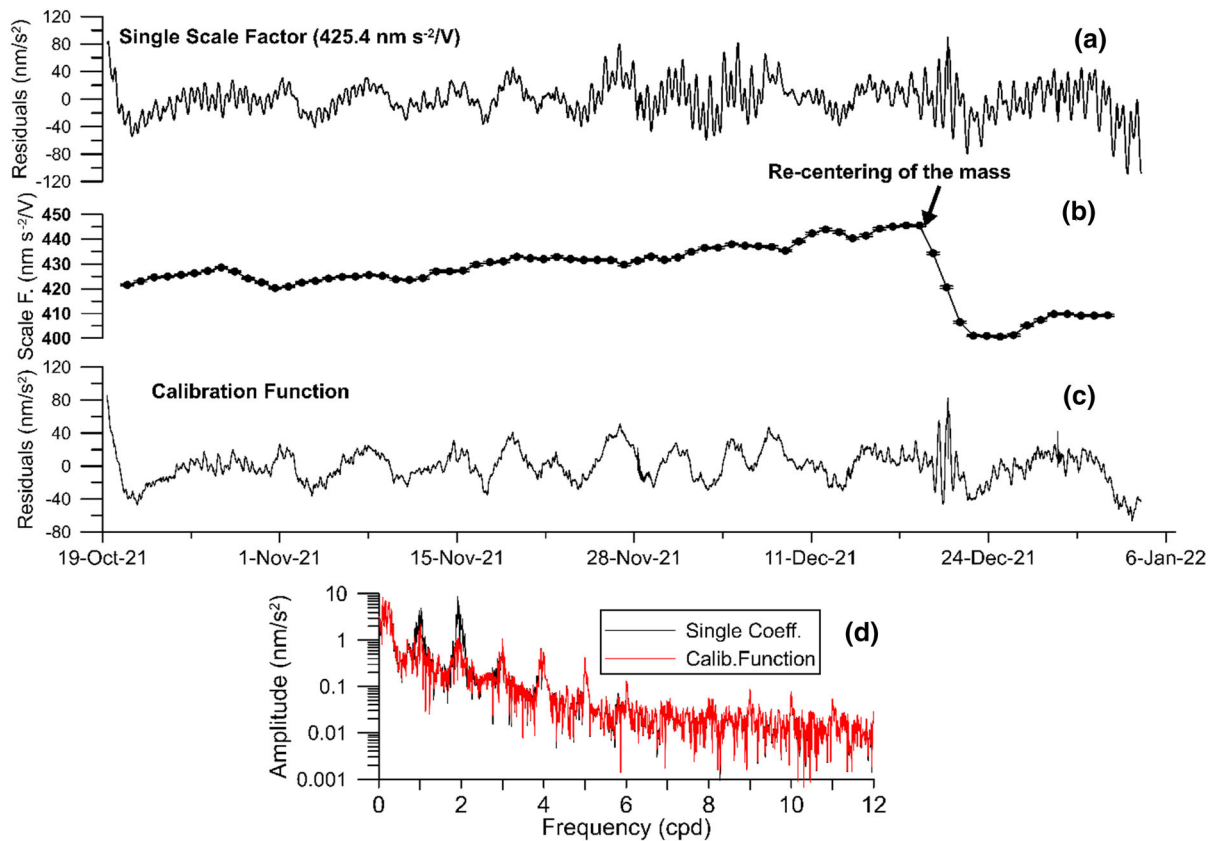 120
80
40
0
-40
-80
-120
Residuals (nm/s²)
Single Scale Factor (425.4 nm s⁻²/V)
(a)
Re-centering of the mass
450
440
430
420
410
400
Scale F. (nm s⁻²/V)
(b)
120
80
40
0
-40
-80
Residuals (nm/s²)
Calibration Function
(c)
19-Oct-21 1-Nov-21 15-Nov-21 28-Nov-21 11-Dec-21 24-Dec-21 6-Jan-22
10
1
0.1
0.01
0.001
Amplitude (nm/s²)
Single Coeff.
Calib.Function
(d)
0 2 4 6 8 10 12
Frequency (cpd)